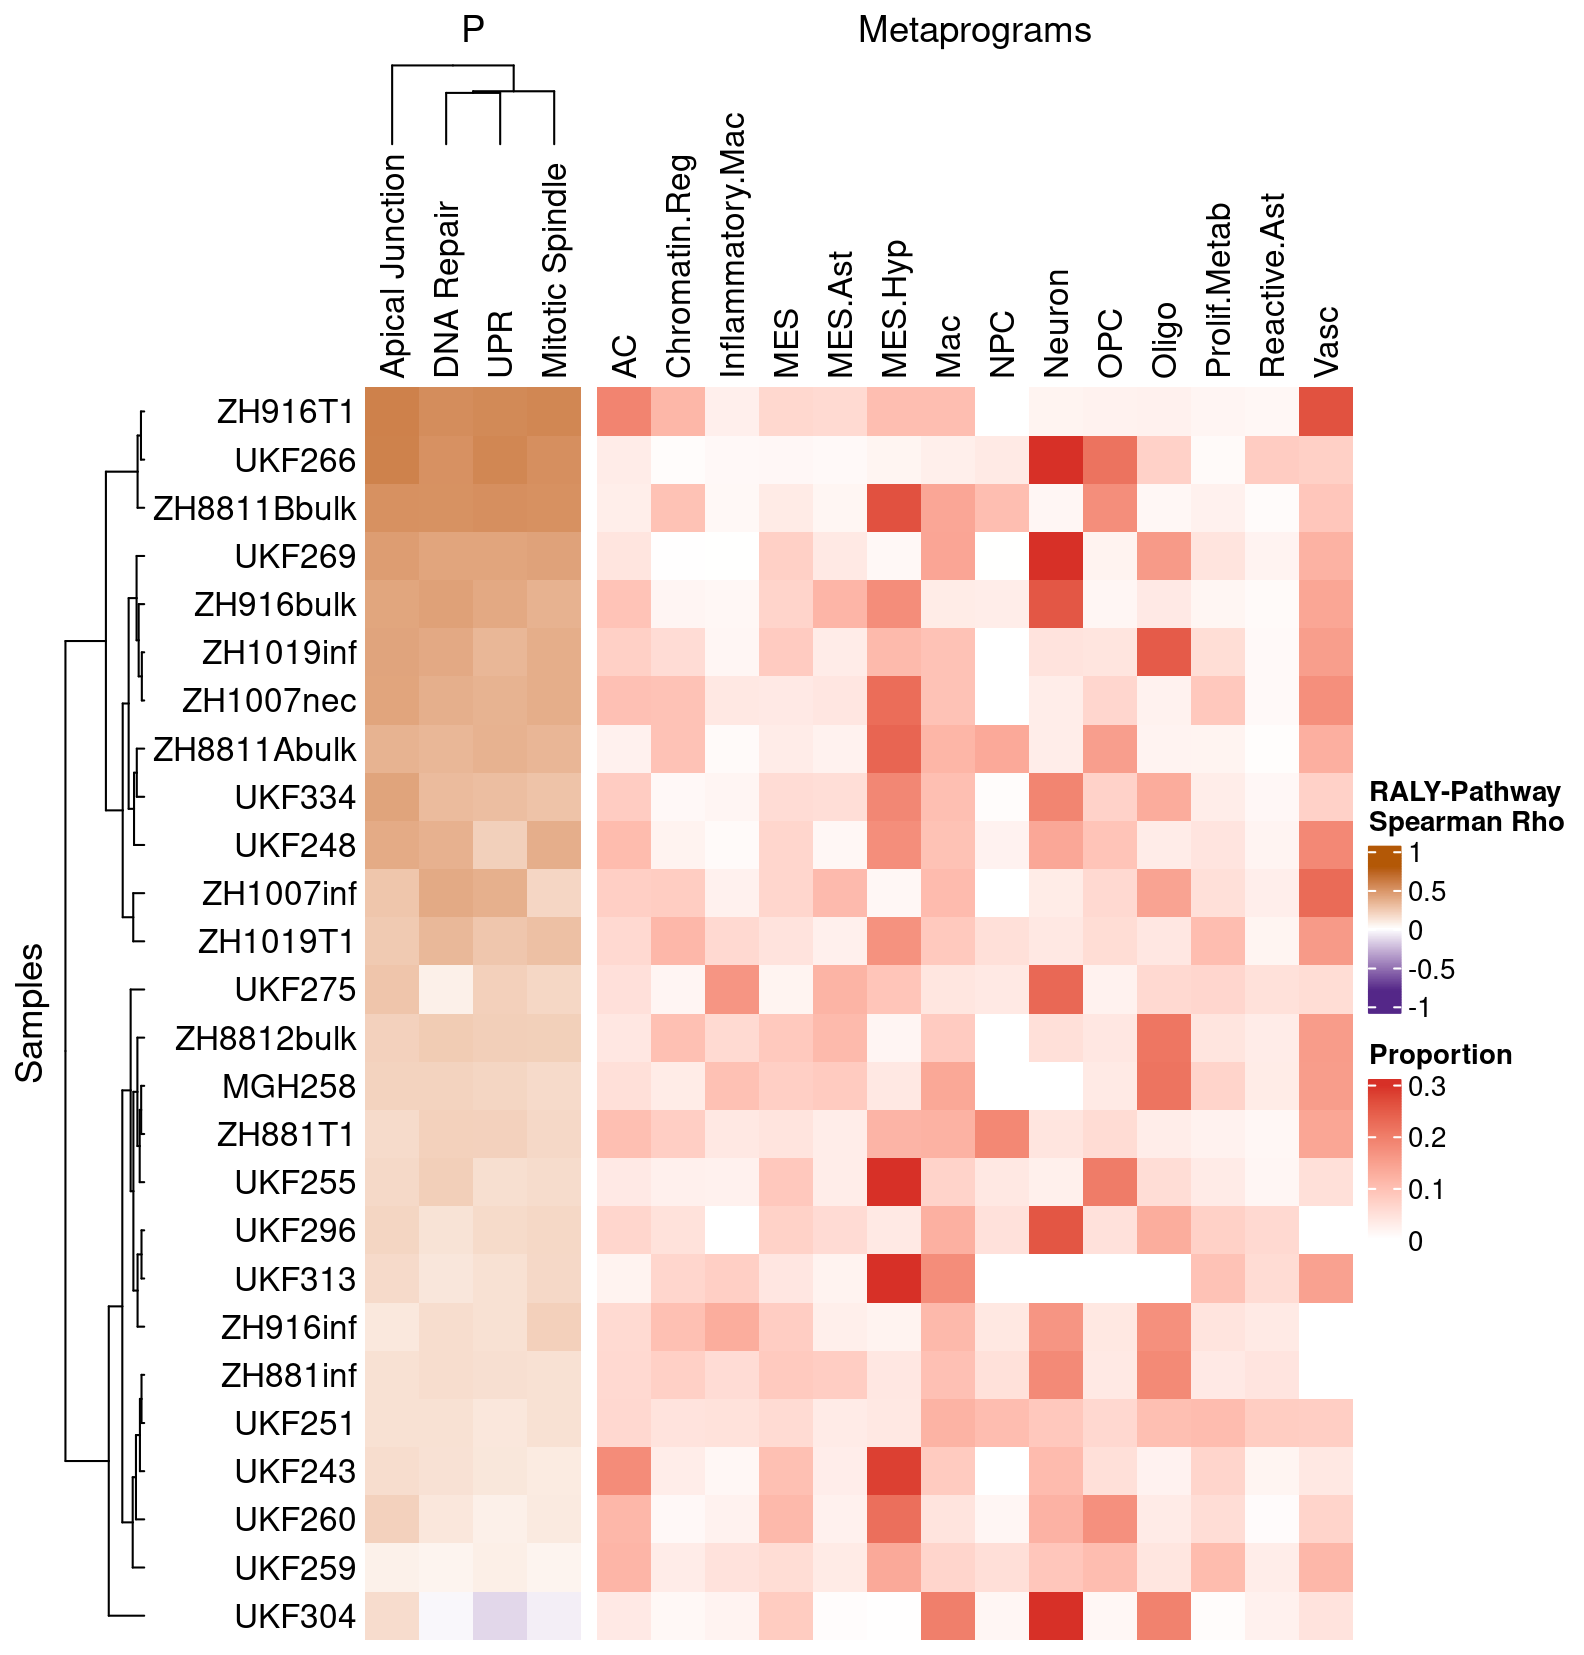 P
Metaprograms
Apical Junction
DNA Repair
UPR
Mitotic Spindle
AC
Chromatin.Reg
Inflammatory.Mac
MES
MES.Ast
MES.Hyp
Mac
NPC
Neuron
OPC
Oligo
Prolif.Metab
Reactive.Ast
Vasc
Samples
ZH916T1
UKF266
ZH8811Bbulk
UKF269
ZH916bulk
ZH1019inf
ZH1007nec
ZH8811Abulk
UKF334
UKF248
ZH1007inf
ZH1019T1
UKF275
ZH8812bulk
MGH258
ZH881T1
UKF255
UKF296
UKF313
ZH916inf
ZH881inf
UKF251
UKF243
UKF260
UKF259
UKF304
RALY-Pathway
Spearman Rho
1
0.5
0
-0.5
-1
Proportion
0.3
0.2
0.1
0